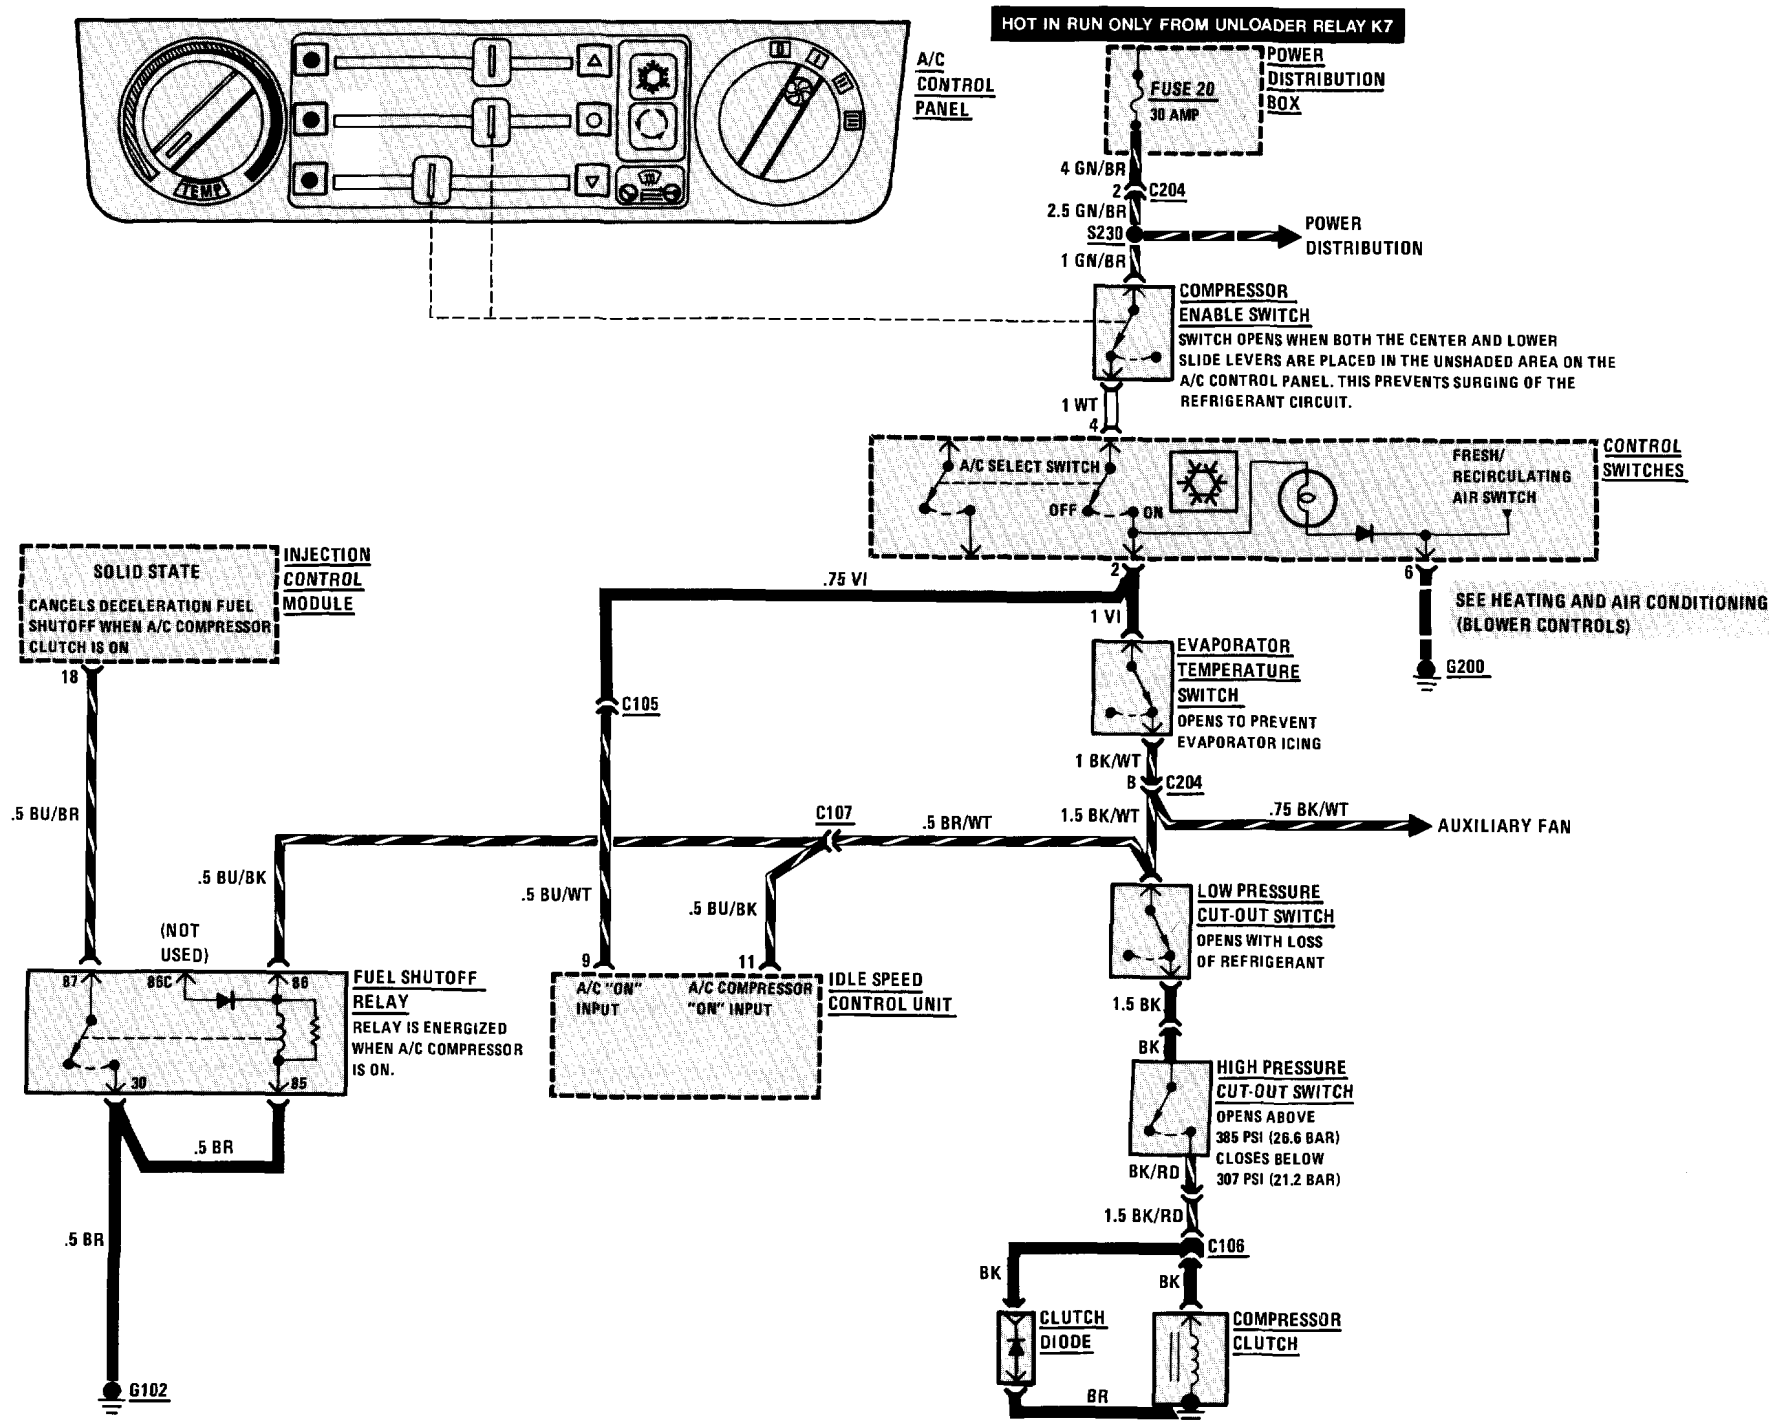 HOT IN RUN ONLY FROM UNLOADER RELAY K7
A/C
CONTROL
PANEL
TEMP
0
I
II
III
POWER
DISTRIBUTION
BOX
FUSE 20
30 AMP
4 GN/BR
2
C204
2.5 GN/BR
S230
POWER
DISTRIBUTION
1 GN/BR
COMPRESSOR
ENABLE SWITCH
SWITCH OPENS WHEN BOTH THE CENTER AND LOWER
SLIDE LEVERS ARE PLACED IN THE UNSHADED AREA ON THE
A/C CONTROL PANEL. THIS PREVENTS SURGING OF THE
REFRIGERANT CIRCUIT.
1 WT
4
CONTROL
SWITCHES
A/C SELECT SWITCH
OFF
ON
FRESH/
RECIRCULATING
AIR SWITCH
2
6
.75 VI
1 VI
SEE HEATING AND AIR CONDITIONING
(BLOWER CONTROLS)
G200
INJECTION
CONTROL
MODULE
SOLID STATE
CANCELS DECELERATION FUEL
SHUTOFF WHEN A/C COMPRESSOR
CLUTCH IS ON
18
EVAPORATOR
TEMPERATURE
SWITCH
OPENS TO PREVENT
EVAPORATOR ICING
C105
1 BK/WT
B
C204
.5 BU/BR
C107
.5 BR/WT
1.5 BK/WT
.75 BK/WT
AUXILIARY FAN
.5 BU/BK
.5 BU/WT
.5 BU/BK
LOW PRESSURE
CUT-OUT SWITCH
OPENS WITH LOSS
OF REFRIGERANT
(NOT
USED)
87
86C
86
FUEL SHUTOFF
RELAY
RELAY IS ENERGIZED
WHEN A/C COMPRESSOR
IS ON.
30
85
9
11
A/C "ON"
INPUT
A/C COMPRESSOR
"ON" INPUT
IDLE SPEED
CONTROL UNIT
1.5 BK
BK
HIGH PRESSURE
CUT-OUT SWITCH
OPENS ABOVE
385 PSI (26.6 BAR)
CLOSES BELOW
307 PSI (21.2 BAR)
.5 BR
BK/RD
1.5 BK/RD
.5 BR
C106
BK
BK
CLUTCH
DIODE
COMPRESSOR
CLUTCH
BR
G102